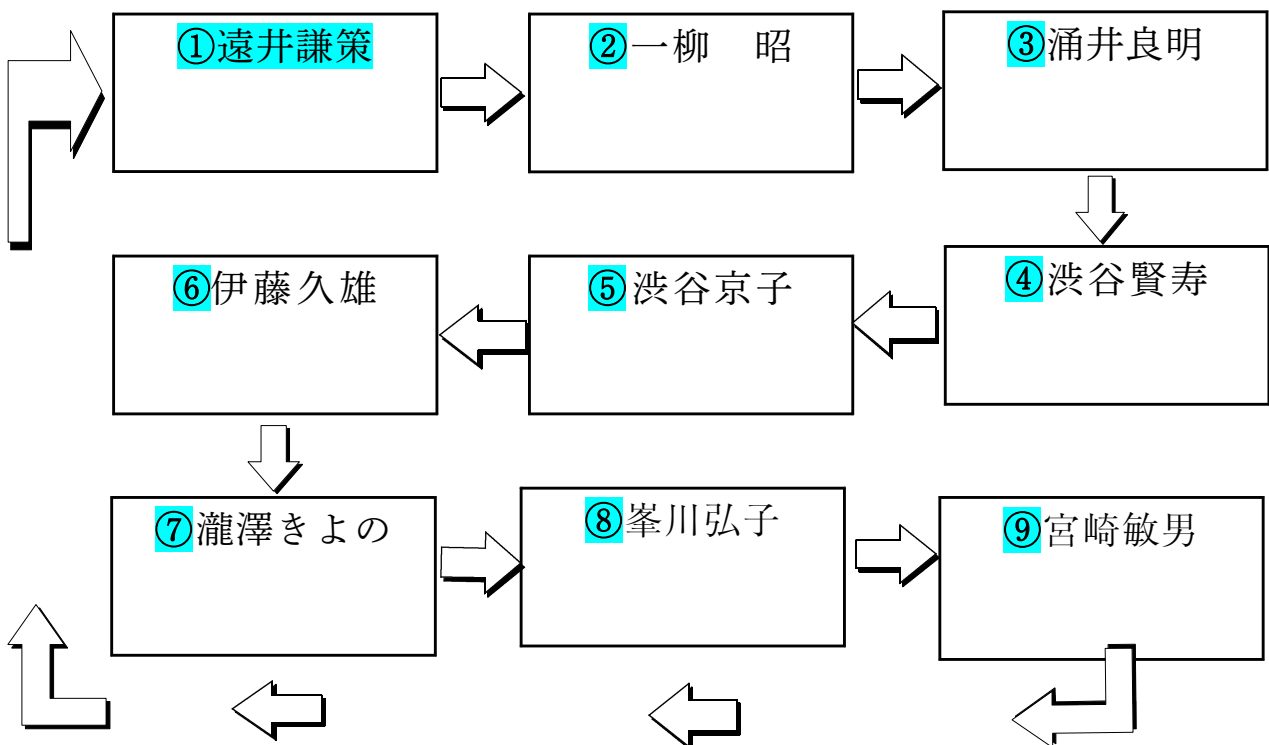 ①遠井謙策
②一柳　昭
③涌井良明
④渋谷賢寿
⑤渋谷京子
⑥伊藤久雄
⑦瀧澤きよの
⑧峯川弘子
⑨宮崎敏男